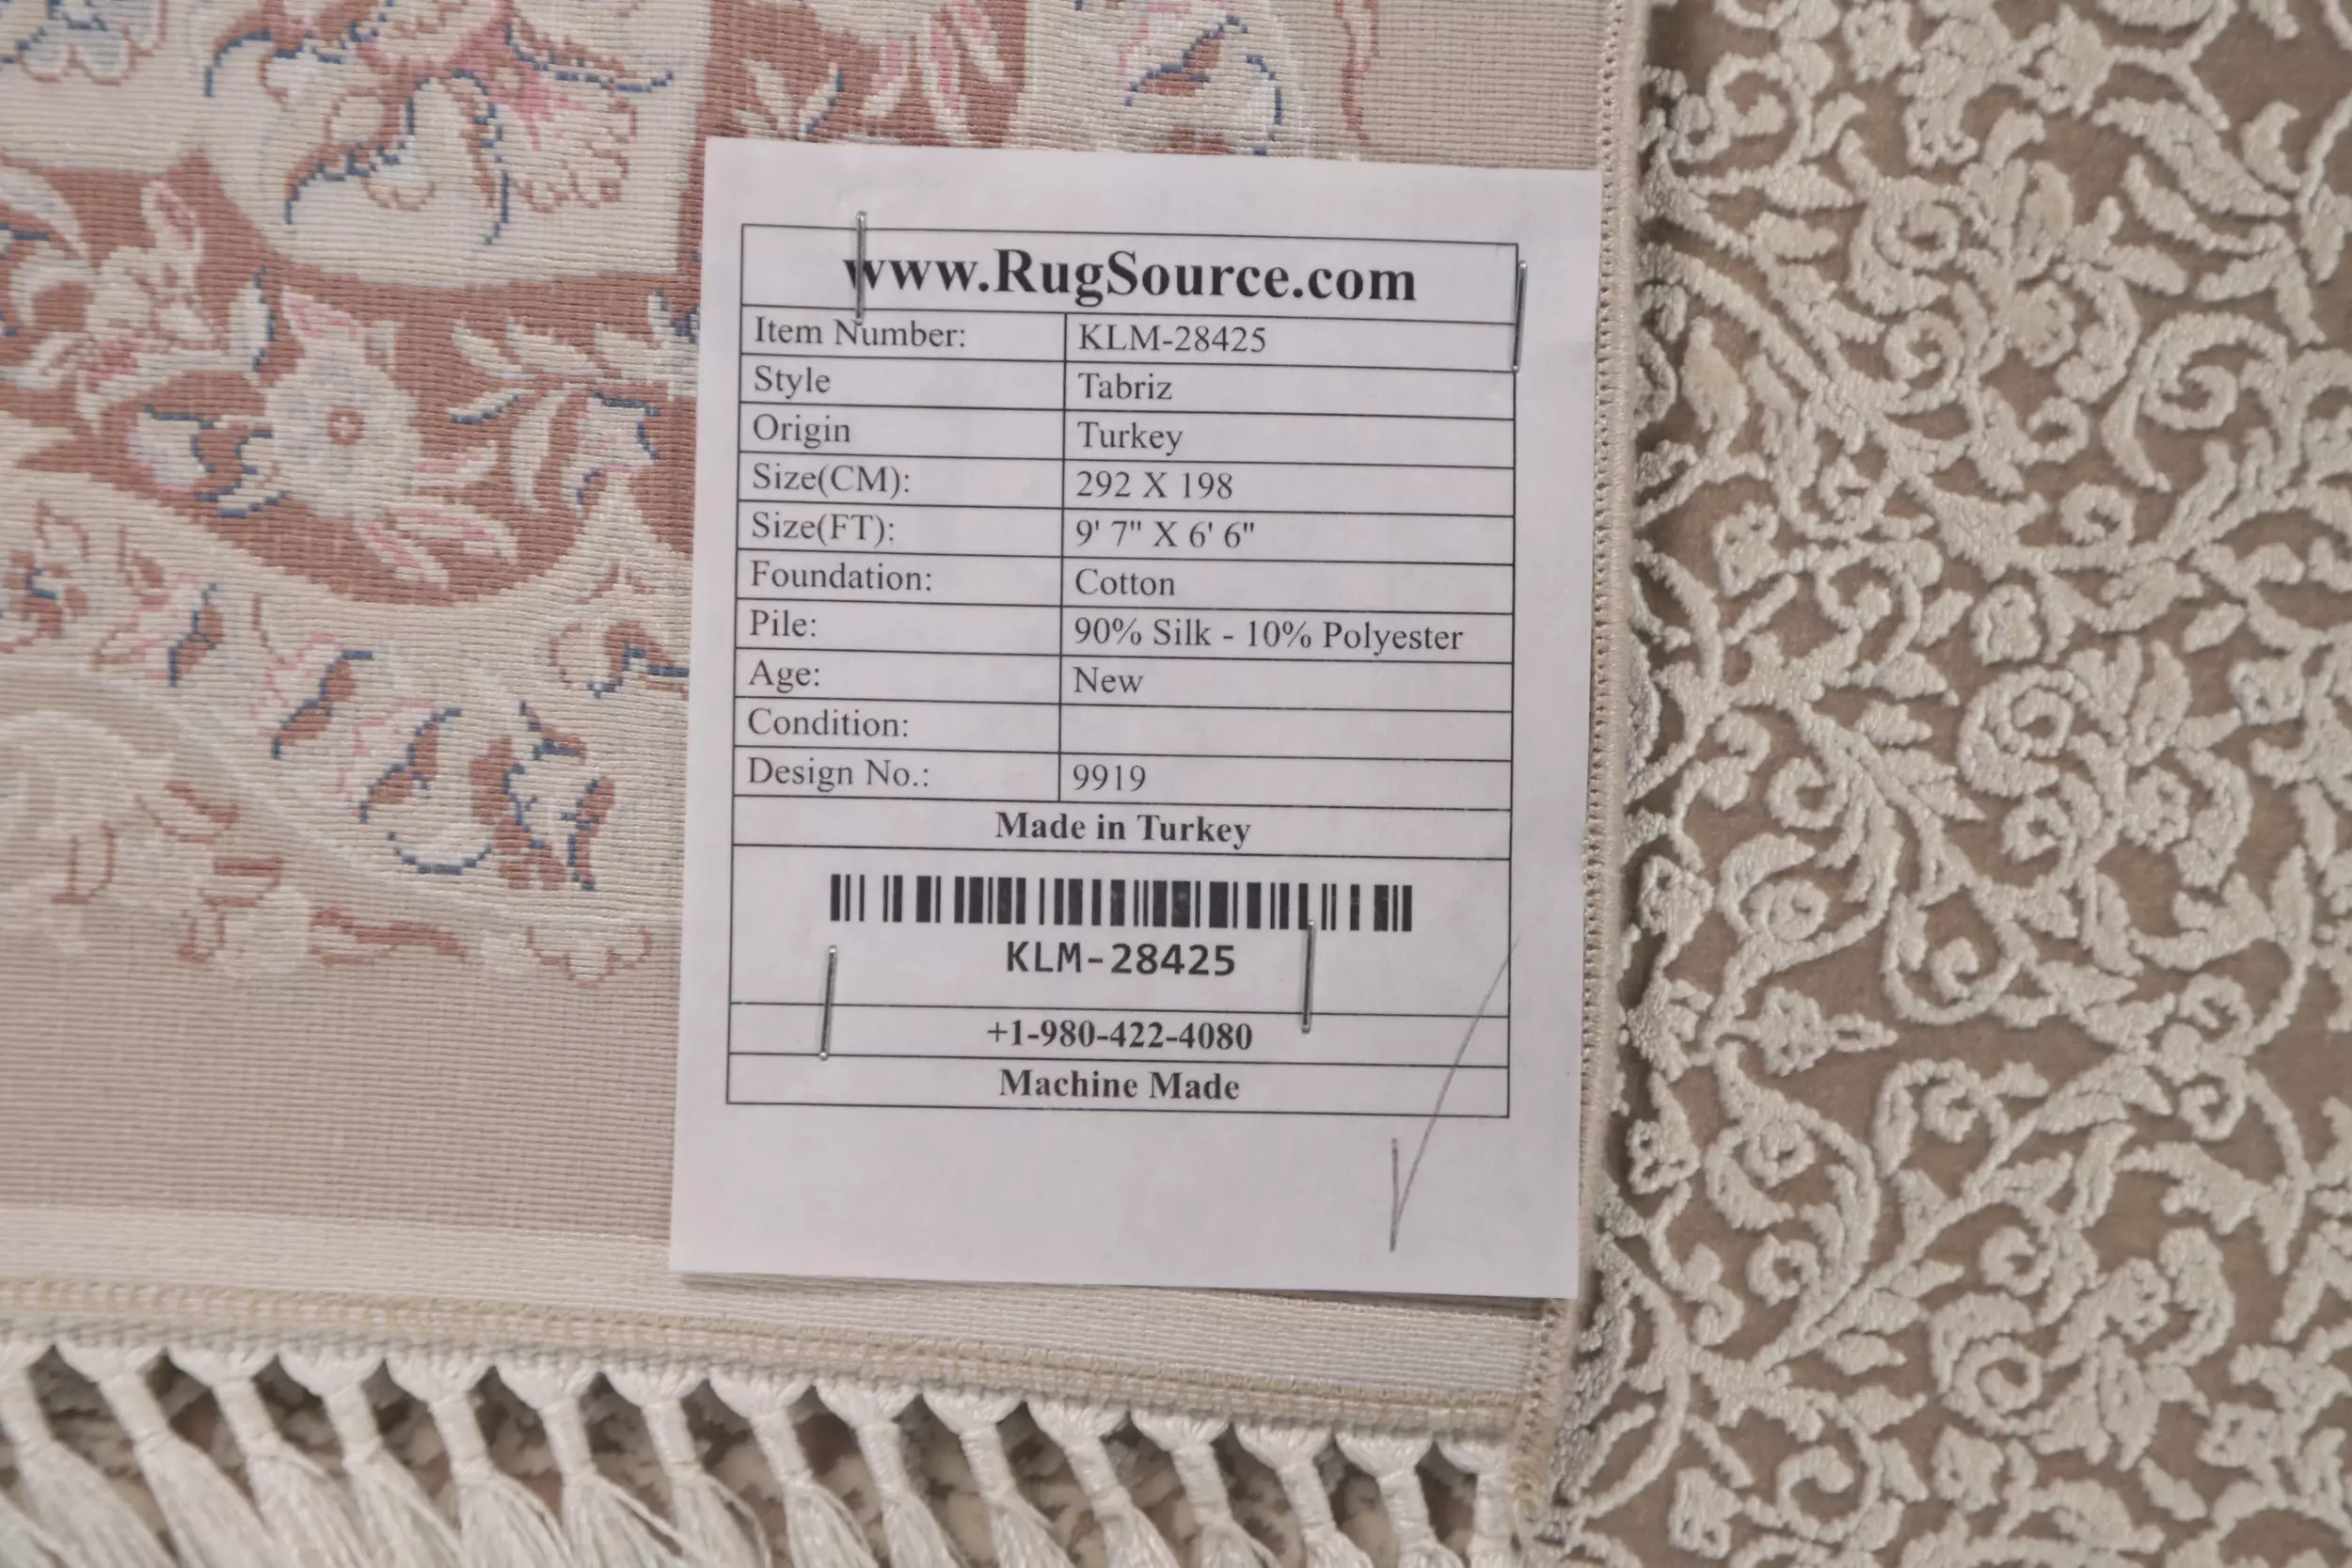 www.RugSource.com
Item Number: KLM-28425
Style Tabriz
Origin Turkey
Size(CM): 292 X 198
Size(FT): 9' 7" X 6' 6"
Foundation: Cotton
Pile: 90% Silk - 10% Polyester
Age: New
Condition:
Design No.: 9919
Made in Turkey
KLM-28425
+1-980-422-4080
Machine Made